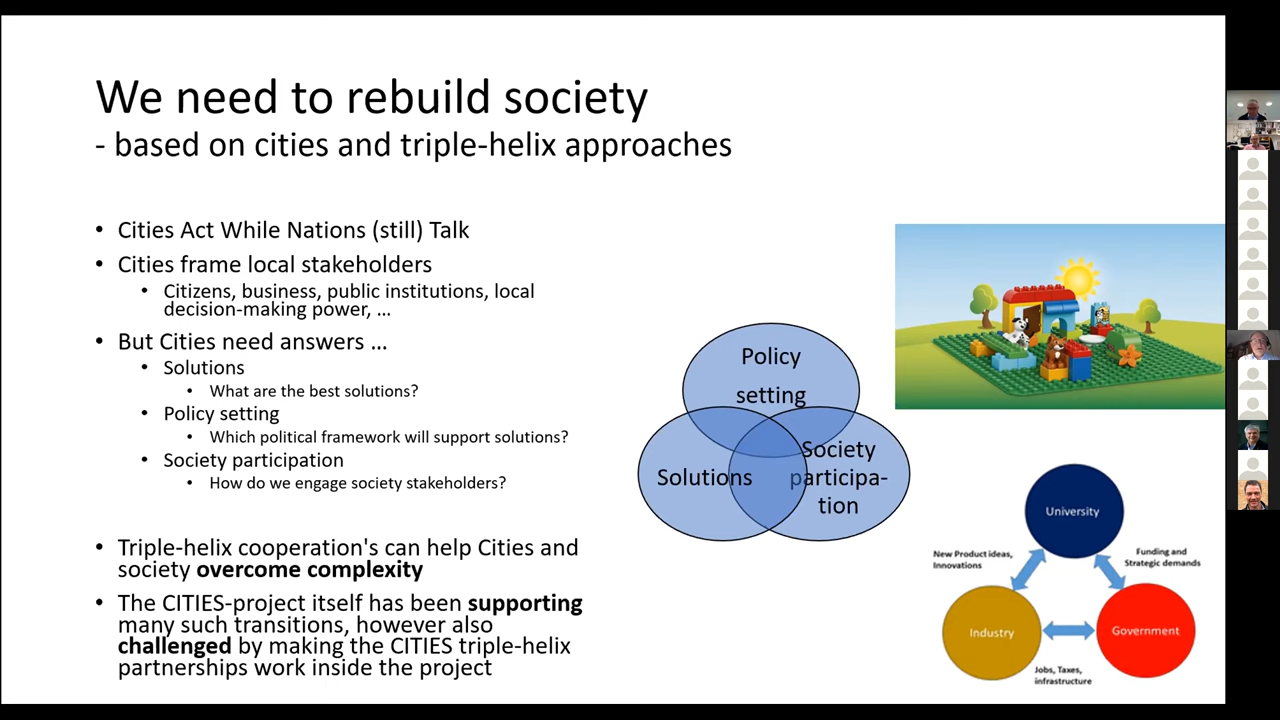 We need to rebuild society
- based on cities and triple-helix approaches
• Cities Act While Nations (still) Talk
• Cities frame local stakeholders
• Citizens, business, public institutions, local
decision-making power, ...
• But Cities need answers ...
• Solutions
• What are the best solutions?
• Policy setting
• Which political framework will support solutions?
• Society participation
• How do we engage society stakeholders?
• Triple-helix cooperation's can help Cities and
society overcome complexity
• The CITIES-project itself has been supporting
many such transitions, however also
challenged by making the CITIES triple-helix
partnerships work inside the project
Policy
setting
Solutions
Society
participa-
tion
University
New Product ideas,
Innovations
Funding and
Strategic demands
Industry
Government
Jobs, Taxes,
infrastructure